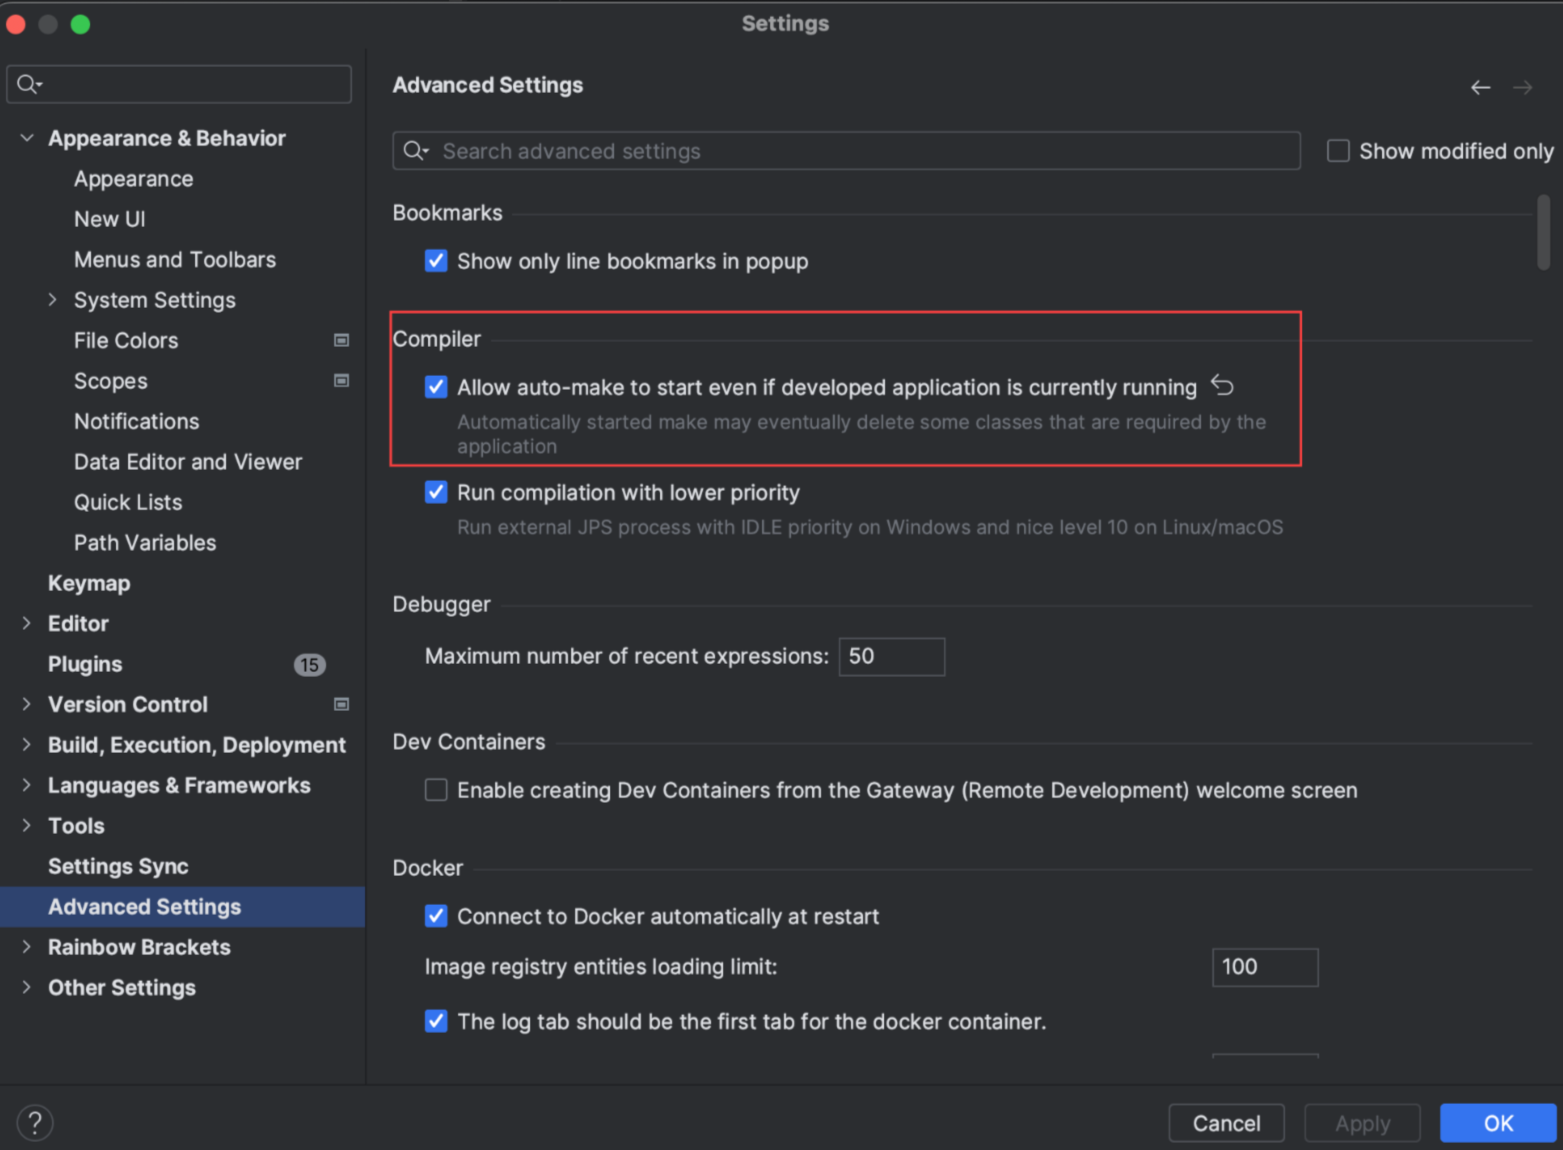 Settings
Appearance & Behavior
Appearance
New UI
Menus and Toolbars
System Settings
File Colors
Scopes
Notifications
Data Editor and Viewer
Quick Lists
Path Variables
Keymap
Editor
Plugins 15
Version Control
Build, Execution, Deployment
Languages & Frameworks
Tools
Settings Sync
Advanced Settings
Rainbow Brackets
Other Settings
Advanced Settings
Search advanced settings
Show modified only
Bookmarks
Show only line bookmarks in popup
Compiler
Allow auto-make to start even if developed application is currently running
Automatically started make may eventually delete some classes that are required by the
application
Run compilation with lower priority
Run external JPS process with IDLE priority on Windows and nice level 10 on Linux/macOS
Debugger
Maximum number of recent expressions: 50
Dev Containers
Enable creating Dev Containers from the Gateway (Remote Development) welcome screen
Docker
Connect to Docker automatically at restart
Image registry entities loading limit: 100
The log tab should be the first tab for the docker container.
?
Cancel
Apply
OK